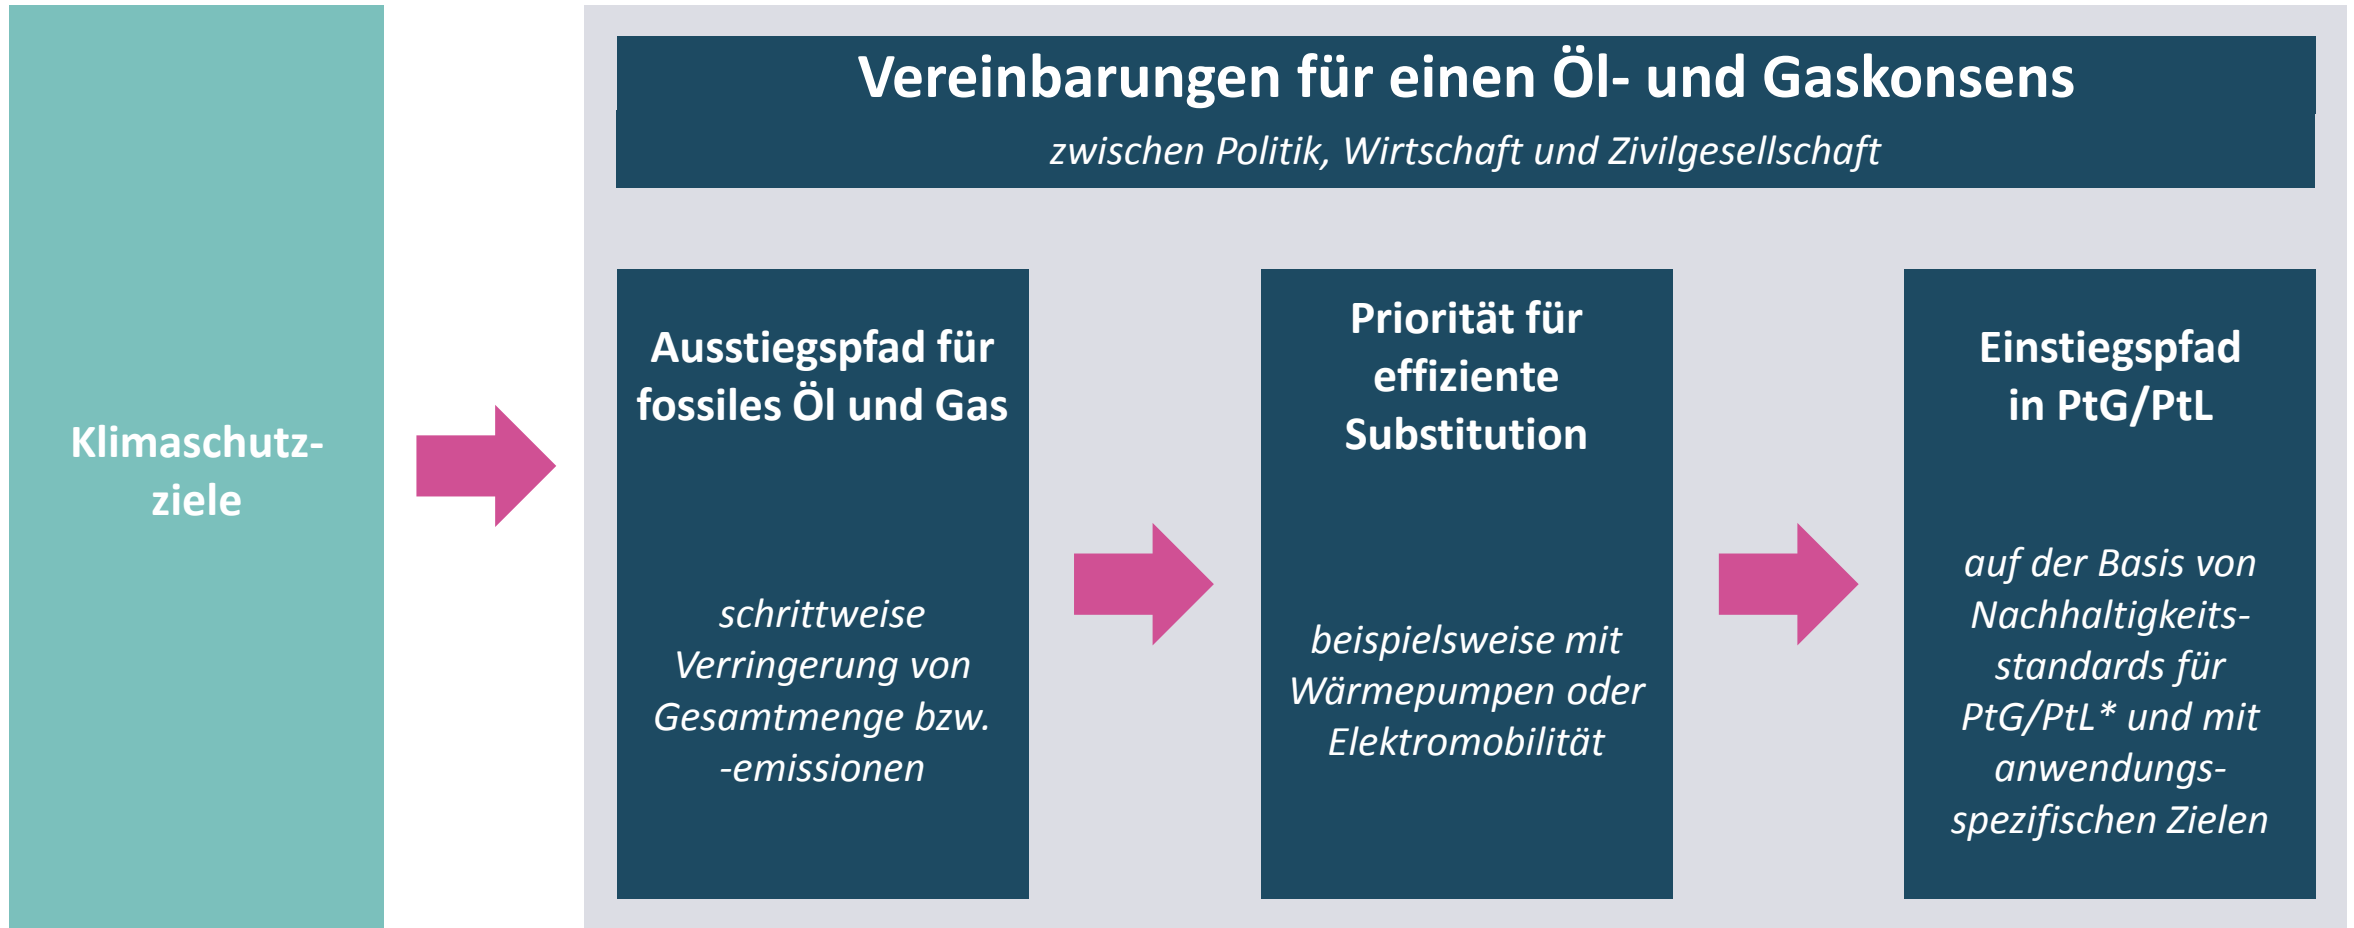 Klimaschutz-
ziele
Vereinbarungen für einen Öl- und Gaskonsens
zwischen Politik, Wirtschaft und Zivilgesellschaft
Ausstiegspfad für
fossiles Öl und Gas
schrittweise
Verringerung von
Gesamtmenge bzw.
-emissionen
Priorität für
effiziente
Substitution
beispielsweise mit
Wärmepumpen oder
Elektromobilität
Einstiegspfad
in PtG/PtL
auf der Basis von
Nachhaltigkeits-
standards für
PtG/PtL* und mit
anwendungs-
spezifischen Zielen